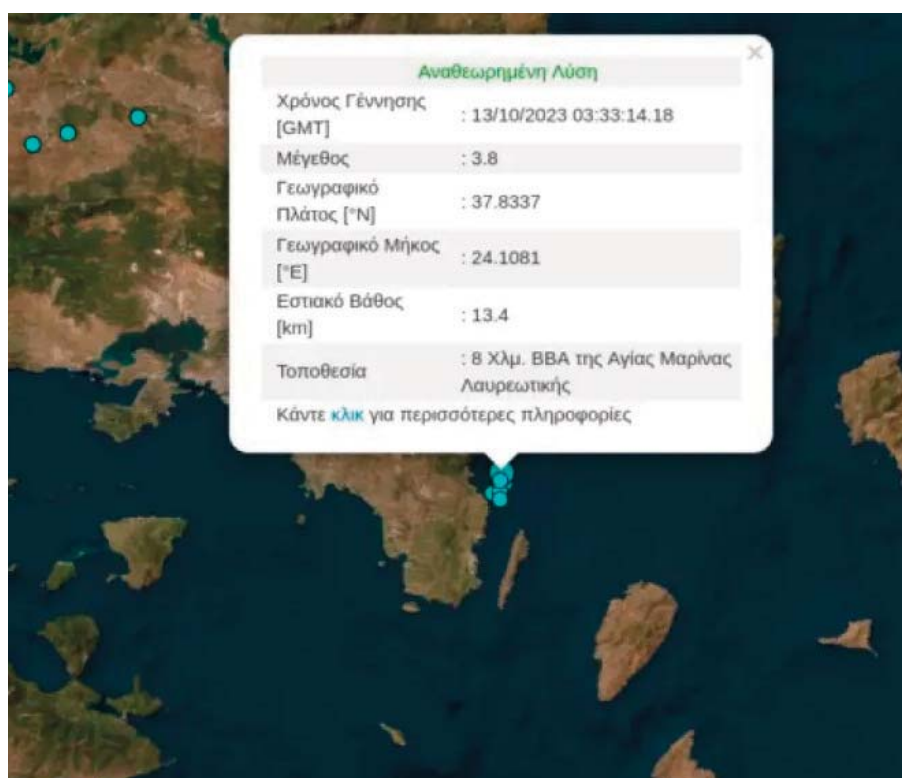 Αναθεωρημένη Λύση
Χρόνος Γέννησης
[GMT]
: 13/10/2023 03:33:14.18
Μέγεθος : 3.8
Γεωγραφικό
Πλάτος [°N]
: 37.8337
Γεωγραφικό Μήκος
[°E]
: 24.1081
Εστιακό Βάθος
[km]
: 13.4
Τοποθεσία
: 8 Χλμ. ΒΒΑ της Αγίας Μαρίνας
Λαυρεωτικής
Κάντε κλικ για περισσότερες πληροφορίες